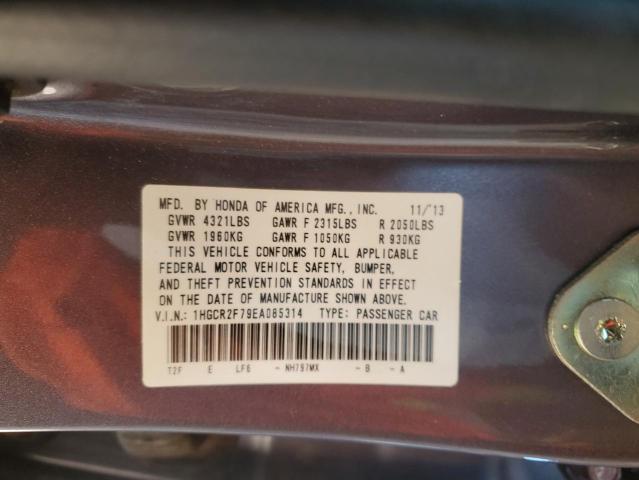 MFD. BY HONDA OF AMERICA MFG., INC. 11/'13
GVWR 4321LBS GAWR F 2315LBS R 2050LBS
GVWR 1960KG GAWR F 1050KG R 930KG
THIS VEHICLE CONFORMS TO ALL APPLICABLE
FEDERAL MOTOR VEHICLE SAFETY, BUMPER,
AND THEFT PREVENTION STANDARDS IN EFFECT
ON THE DATE OF MANUFACTURE SHOWN ABOVE.
V.I.N.: 1HGCR2F79EA085314 TYPE: PASSENGER CAR
T2F E LF6 - NH797MX - B - A